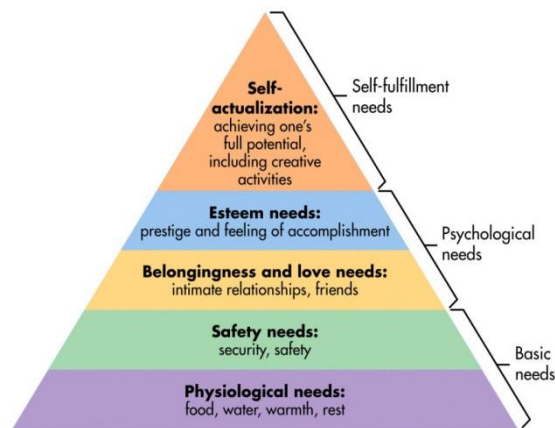 Self-
actualization:
achieving one's
full potential,
including creative
activities
Self-fulfillment
needs
Esteem needs:
prestige and feeling of accomplishment
Belongingness and love needs:
intimate relationships, friends
Psychological
needs
Safety needs:
security, safety
Physiological needs:
food, water, warmth, rest
Basic
needs